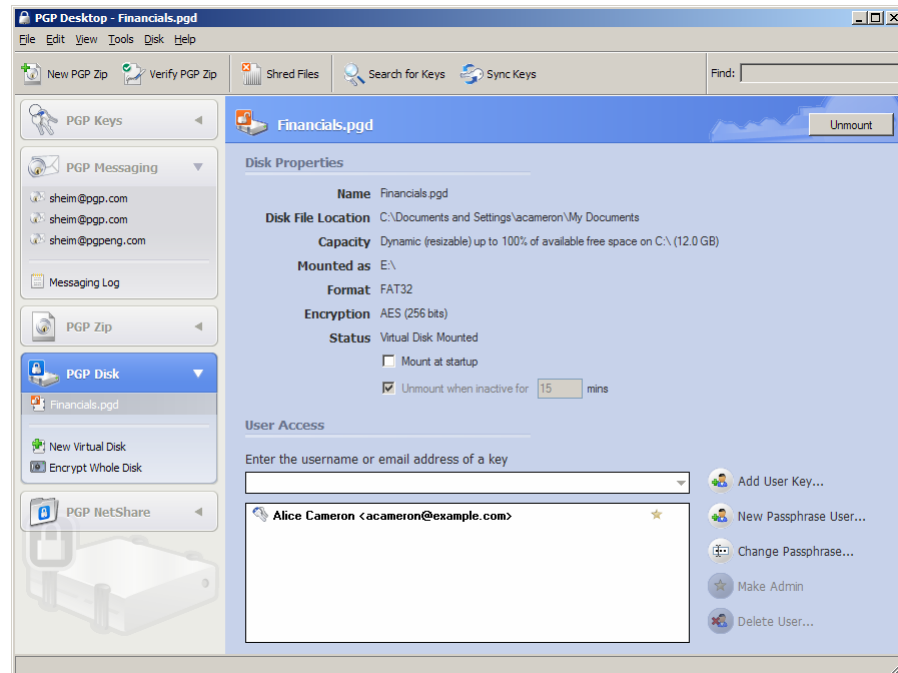 PGP Desktop - Financials.pgd
File Edit View Tools Disk Help
New PGP Zip Verify PGP Zip Shred Files Search for Keys Sync Keys Find:
PGP Keys
PGP Messaging
sheim@pgp.com
sheim@pgp.com
sheim@pgpeng.com
Messaging Log
PGP Zip
PGP Disk
Financials.pgd
New Virtual Disk
Encrypt Whole Disk
PGP NetShare
Financials.pgd
Unmount
Disk Properties
Name Financials.pgd
Disk File Location C:\Documents and Settings\acameron\My Documents
Capacity Dynamic (resizable) up to 100% of available free space on C:\ (12.0 GB)
Mounted as E:\
Format FAT32
Encryption AES (256 bits)
Status Virtual Disk Mounted
Mount at startup
Unmount when inactive for 15 mins
User Access
Enter the username or email address of a key
Alice Cameron <acameron@example.com>
Add User Key...
New Passphrase User...
Change Passphrase...
Make Admin
Delete User...